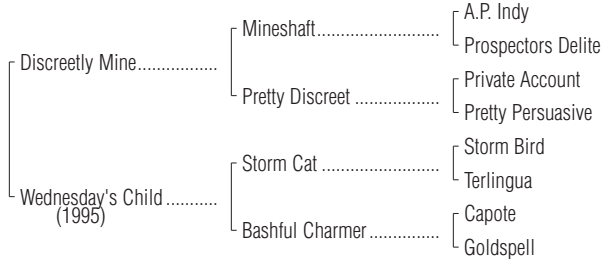 A.P. Indy
Mineshaft..............................
Prospectors Delite
Discreetly Mine.................
Private Account
Pretty Discreet .....................
Pretty Persuasive
Storm Bird
Storm Cat .............................
Terlingua
Wednesday's Child ...........
(1995)
Capote
Bashful Charmer .................
Goldspell